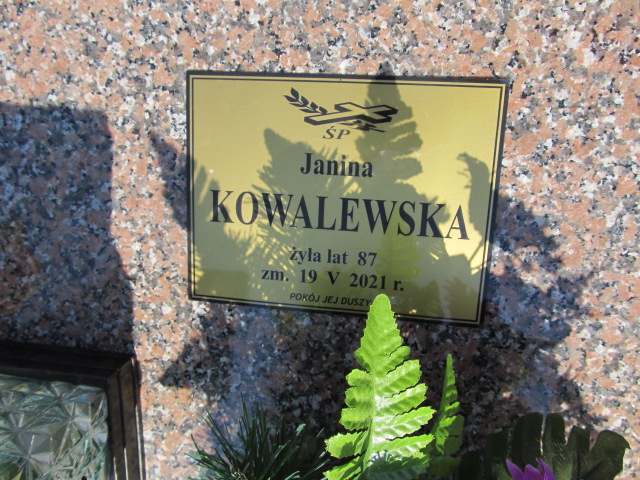 ŚP
Janina
KOWALEWSKA
żyła lat 87
zm. 19 V 2021 r.
POKÓJ JEJ DUSZY